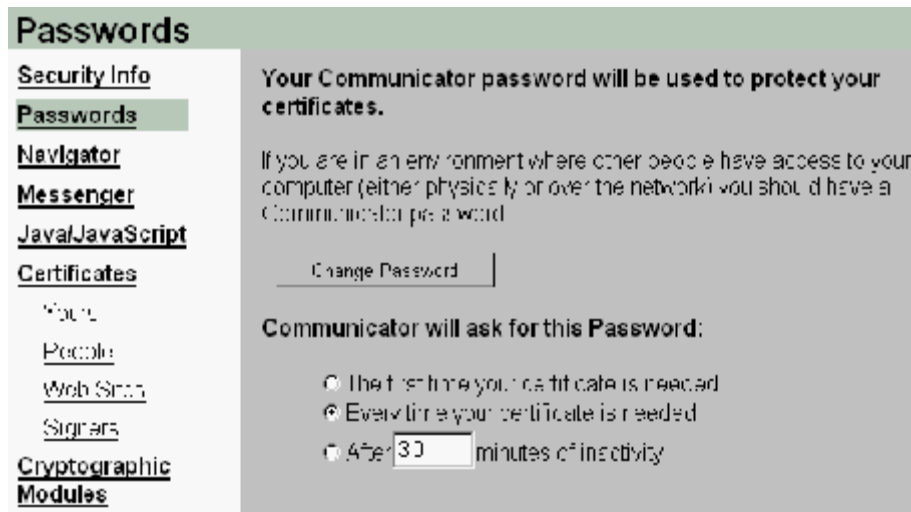 Passwords
Security Info
Passwords
Navigator
Messenger
Java/JavaScript
Certificates
Yours
People
Web Sites
Signers
Cryptographic
Modules
Your Communicator password will be used to protect your
certificates.
If you are in an environment where other people have access to your
computer (either physically or over the network) you should have a
Communicator password
Change Password
Communicator will ask for this Password:
The first time your certificate is needed
Every time your certificate is needed
After 30 minutes of inactivity